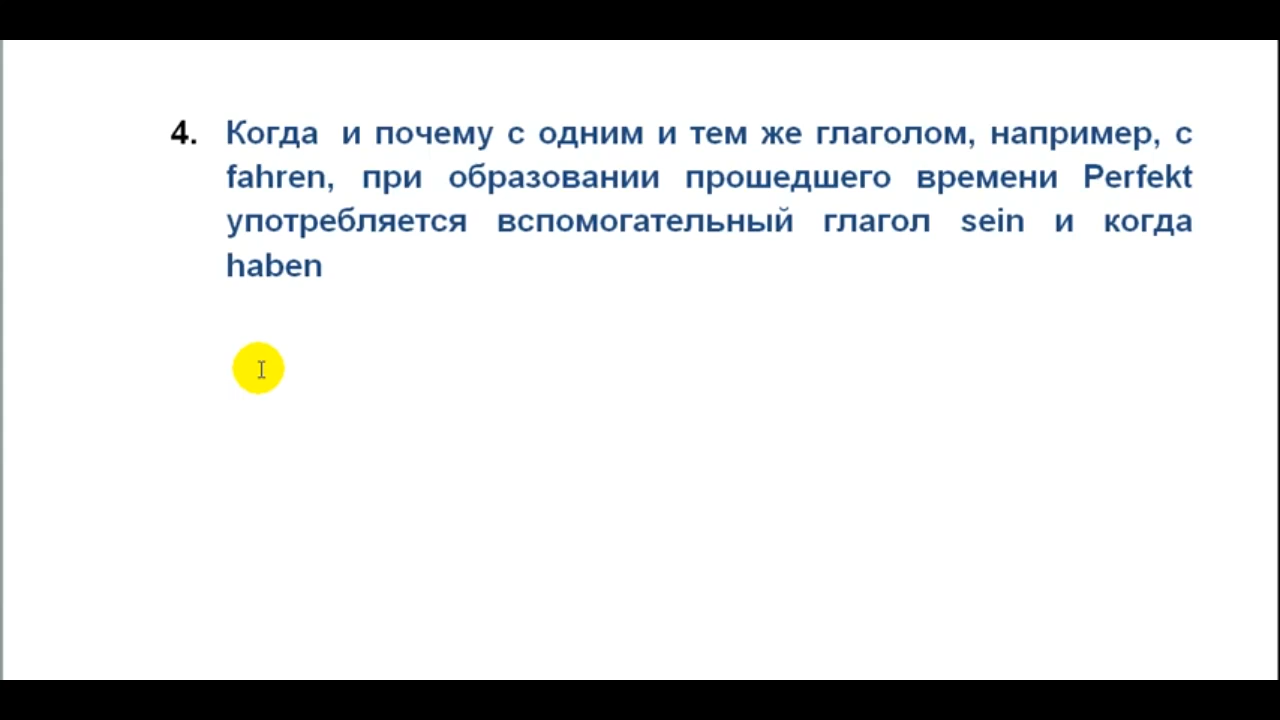 4. Когда и почему с одним и тем же глаголом, например, с
fahren, при образовании прошедшего времени Perfekt
употребляется вспомогательный глагол sein и когда
haben